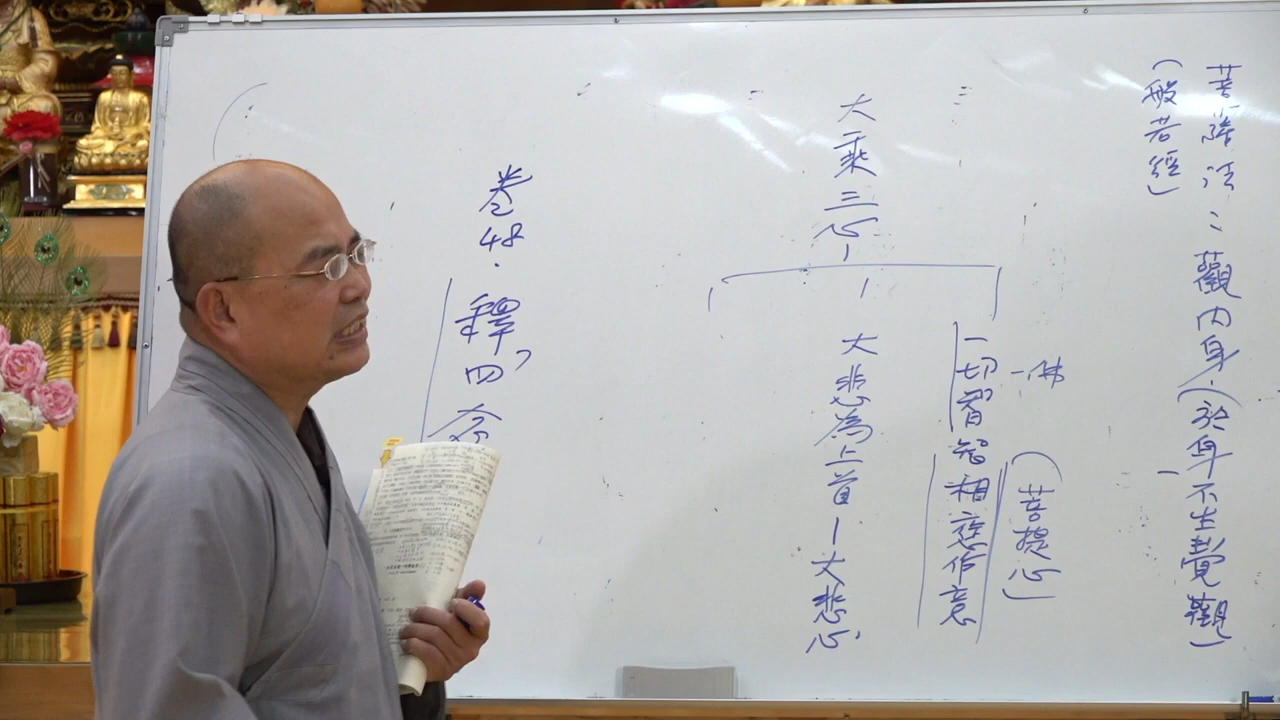 菩薩法：觀內身，(於身不生覺觀)
(般若經)
一佛
(菩提心)
一切智智相應作意
大乘三心
大悲為上首—大悲心
卷48.
釋四念